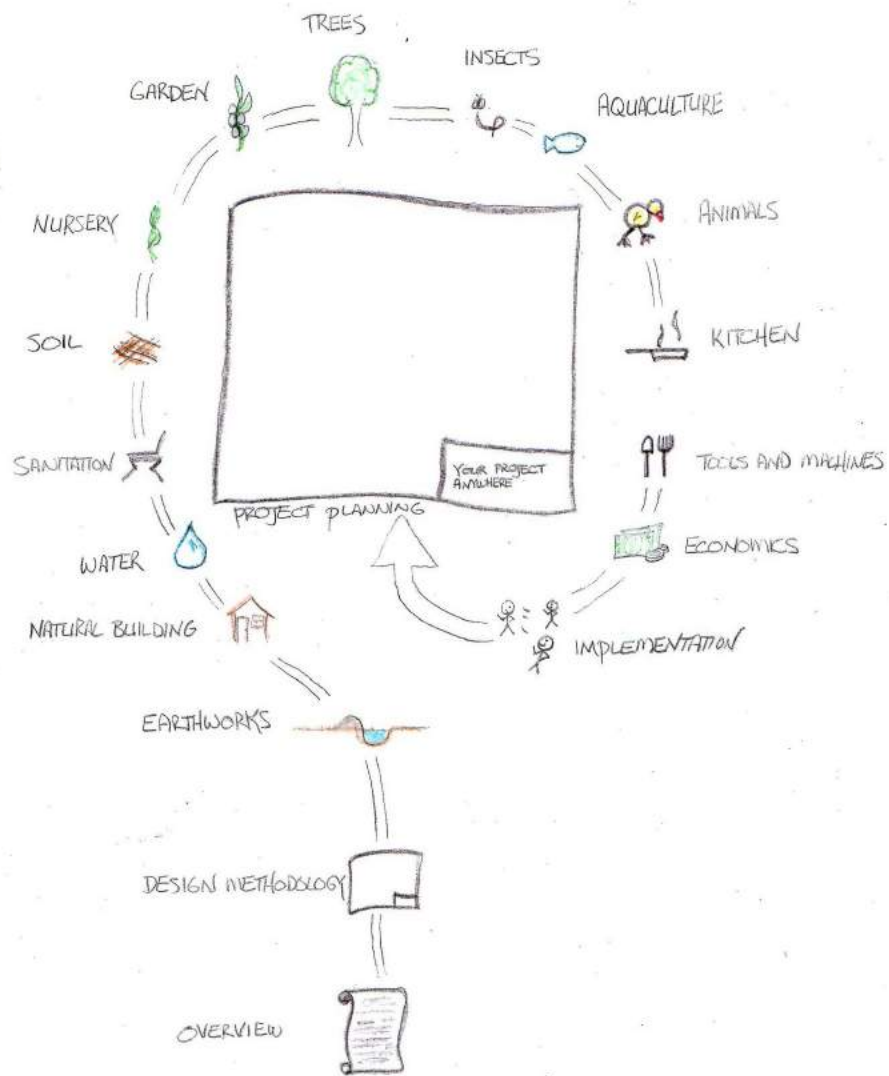 TREES
INSECTS
GARDEN
AQUACULTURE
NURSERY
ANIMALS
SOIL
KITCHEN
SANITATION
TOOLS AND MACHINES
YOUR PROJECT
ANYWHERE
PROJECT PLANNING
ECONOMICS
WATER
NATURAL BUILDING
IMPLEMENTATION
EARTHWORKS
DESIGN METHODOLOGY
OVERVIEW